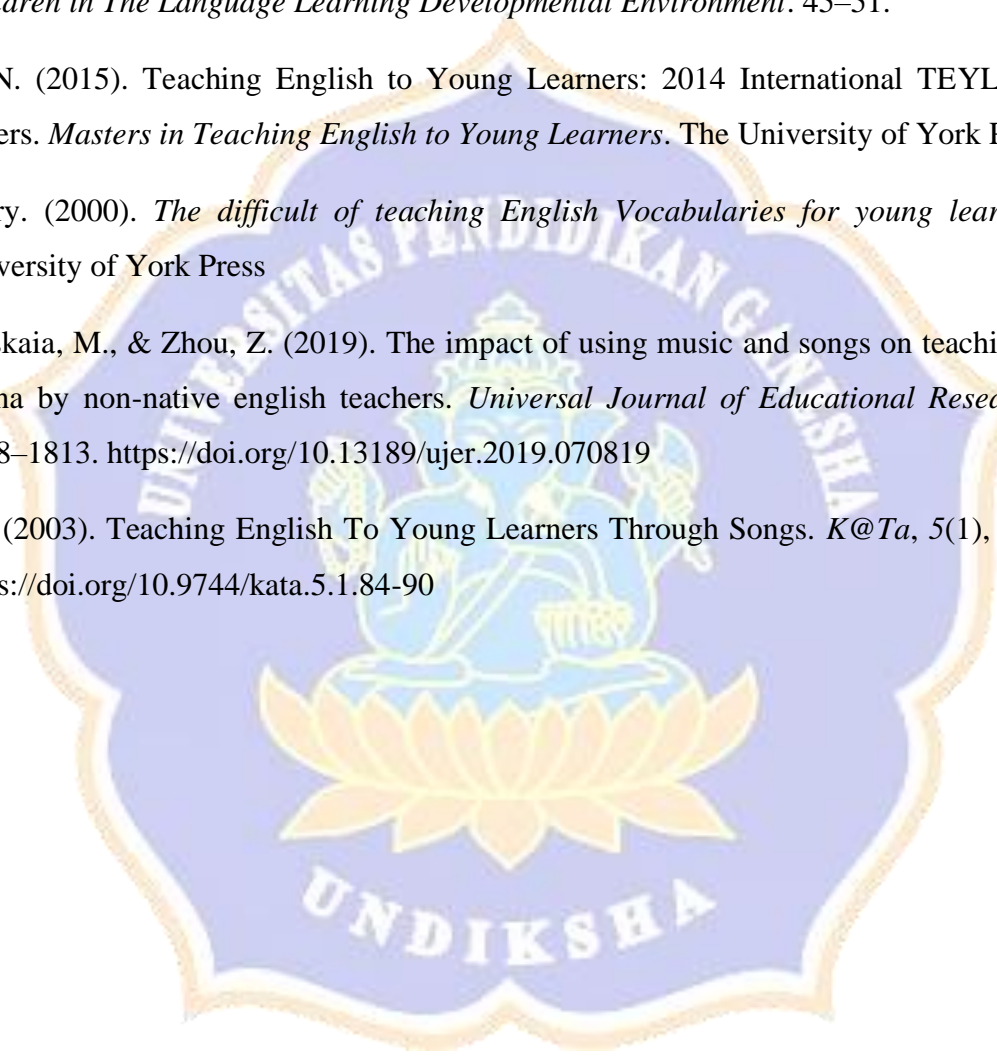 ldren in The Language Learning Developmental Environment. 45–51.
N. (2015). Teaching English to Young Learners: 2014 International TEYL
ers. Masters in Teaching English to Young Learners. The University of York P
ry. (2000). The difficult of teaching English Vocabularies for young lear
versity of York Press
skaia, M., & Zhou, Z. (2019). The impact of using music and songs on teachi
na by non-native english teachers. Universal Journal of Educational Resea
8–1813. https://doi.org/10.13189/ujer.2019.070819
(2003). Teaching English To Young Learners Through Songs. K@Ta, 5(1),
s://doi.org/10.9744/kata.5.1.84-90
UNIVERSITAS PENDIDIKAN GANESHA
UNDIKSHA